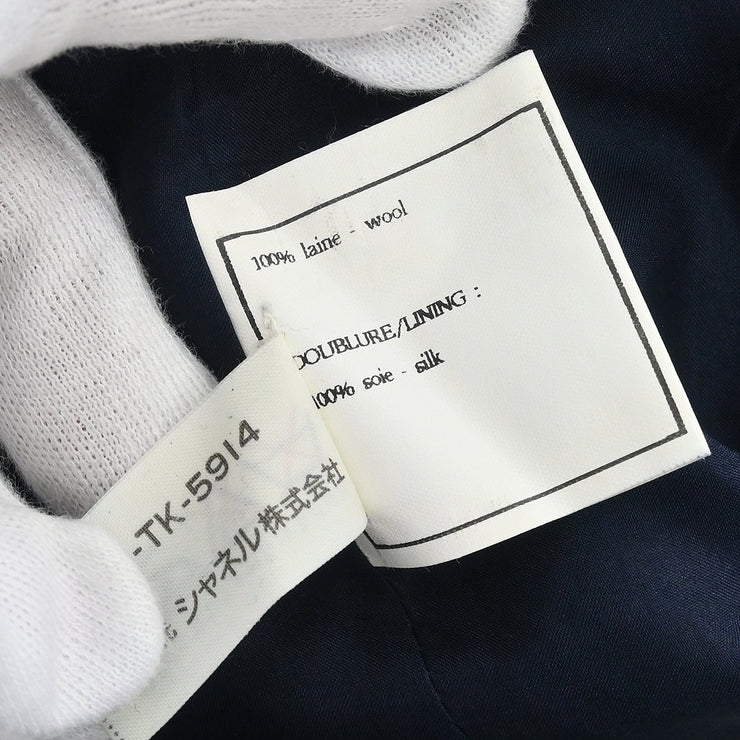 100% laine - wool
DOUBLURE/LINING :
100% soie - silk
-TK-5914
シャネル株式会社